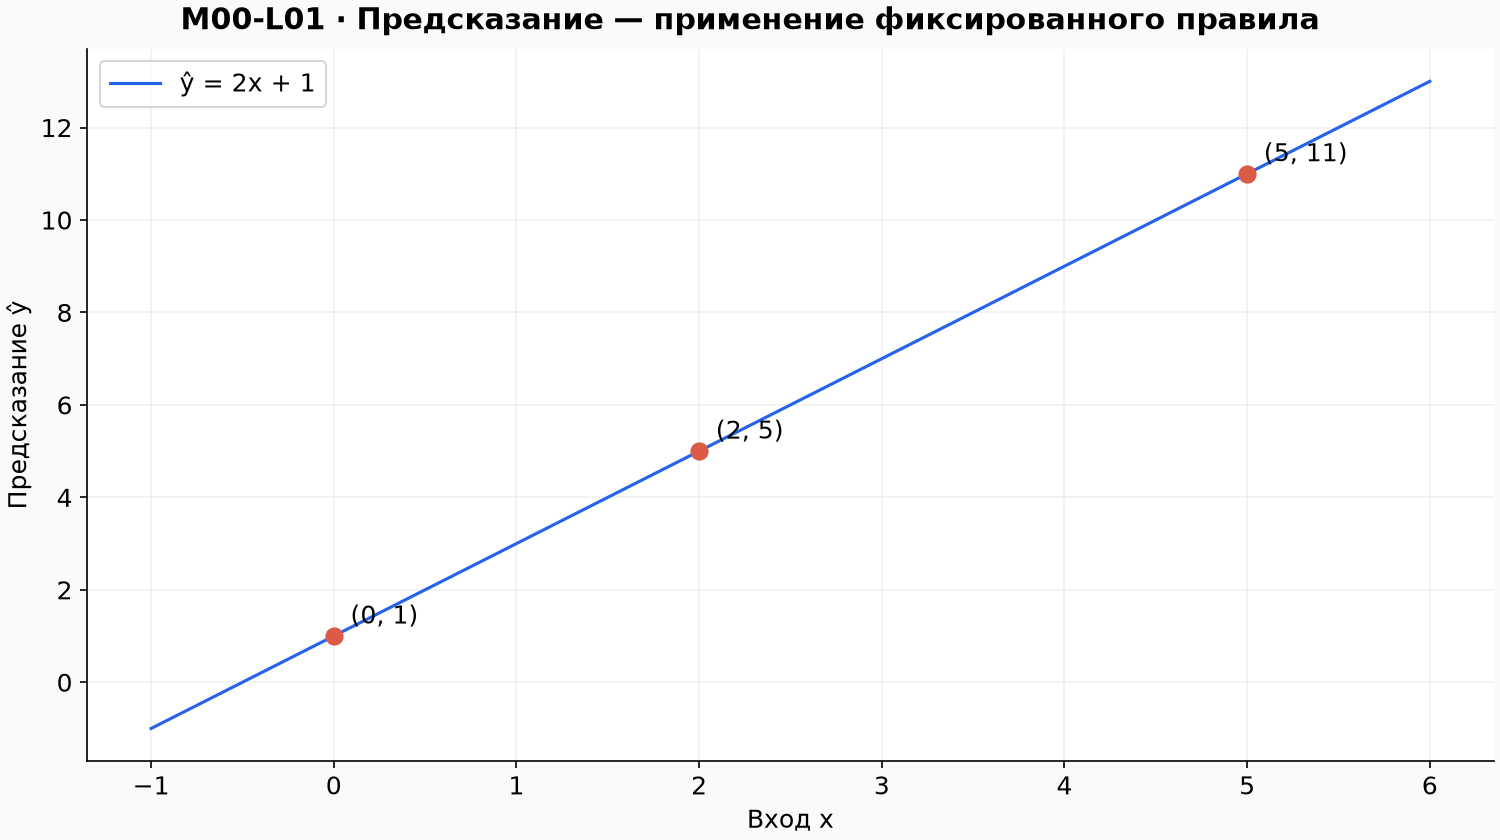 M00-L01 · Предсказание — применение фиксированного правила
ŷ = 2x + 1
12
10
8
6
4
2
0
Предсказание ŷ
(5, 11)
(2, 5)
(0, 1)
−1 0 1 2 3 4 5 6
Вход x